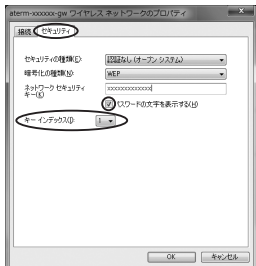 aterm-xxxxxx-gw ワイヤレス ネットワークのプロパティ
接続 セキュリティ
セキュリティの種類(E): 認証なし (オープン システム)
暗号化の種類(N): WEP
ネットワーク セキュリティ xxxxxxxxxxxxx
キー(K)
パスワードの文字を表示する(H)
キー インデックス(I): 1
OK キャンセル